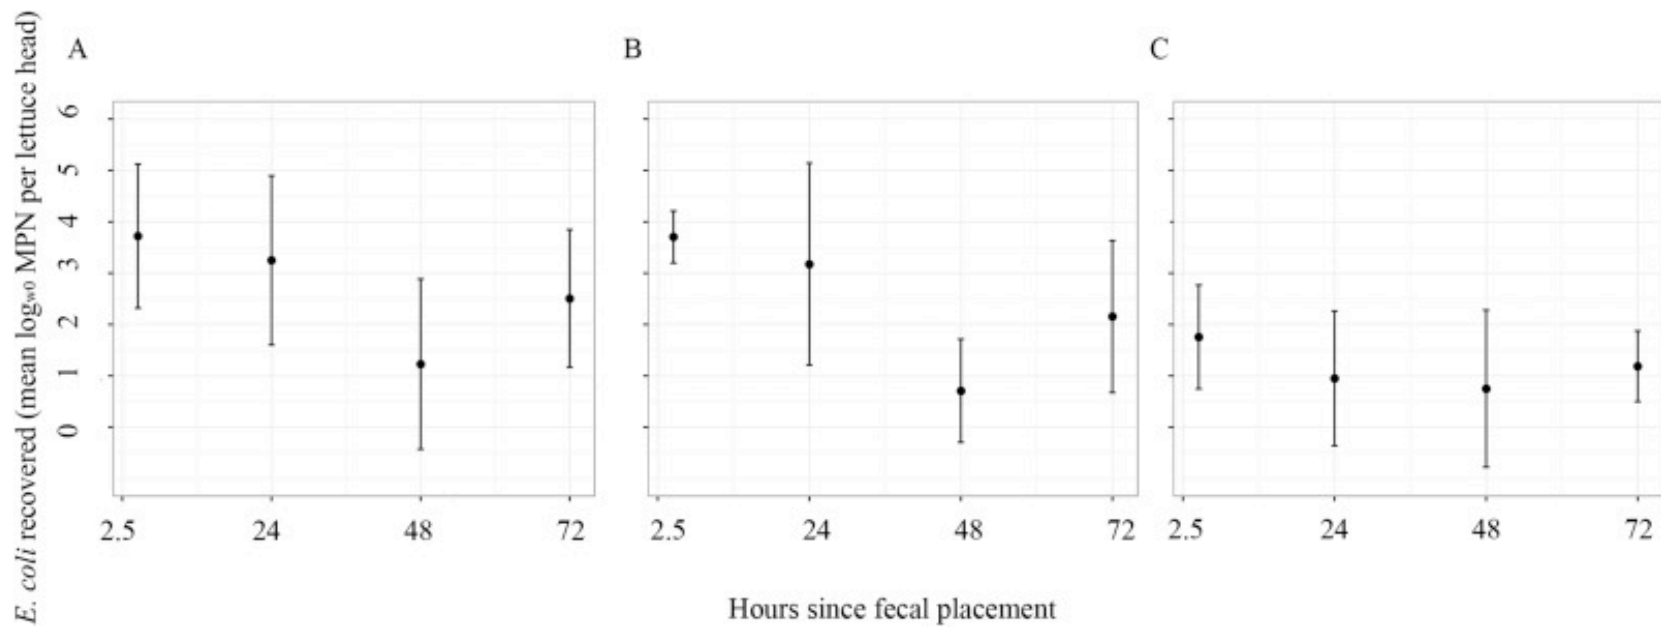 A B C
E. coli recovered (mean logw0 MPN per lettuce head)
6
5
4
3
2
1
0
2.5 24 48 72 2.5 24 48 72 2.5 24 48 72
Hours since fecal placement